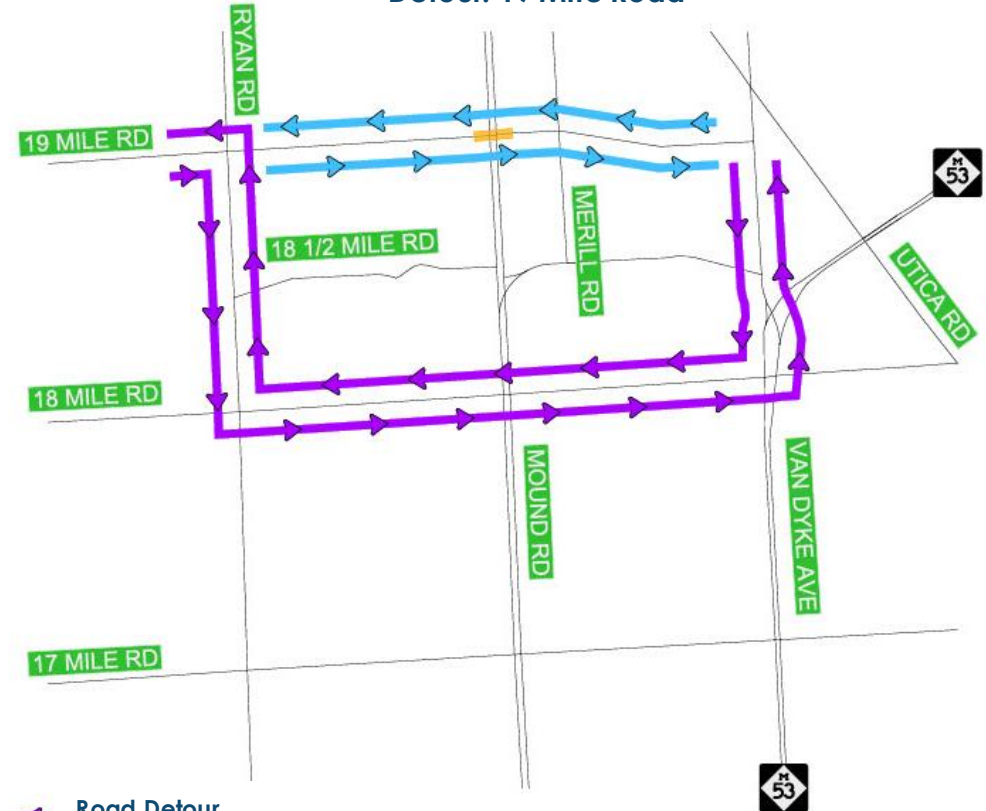 RYAN RD
19 MILE RD
M
53
MERILL RD
18 1/2 MILE RD
UTICA RD
18 MILE RD
MOUND RD
VAN DYKE AVE
17 MILE RD
M
53
Road Detour